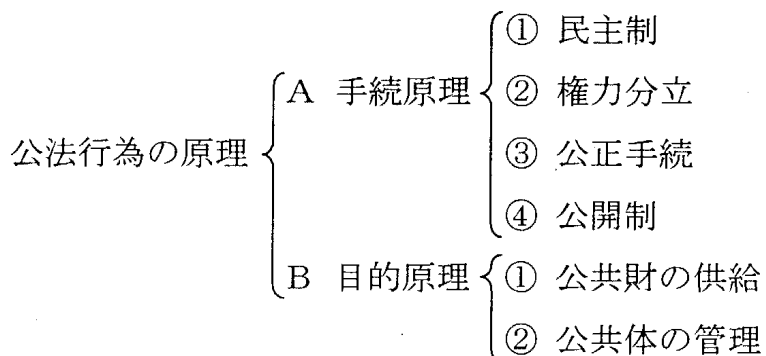 ① 民主制
A 手続原理 ② 権力分立
公法行為の原理 ③ 公正手続
④ 公開制
B 目的原理 ① 公共財の供給
② 公共体の管理